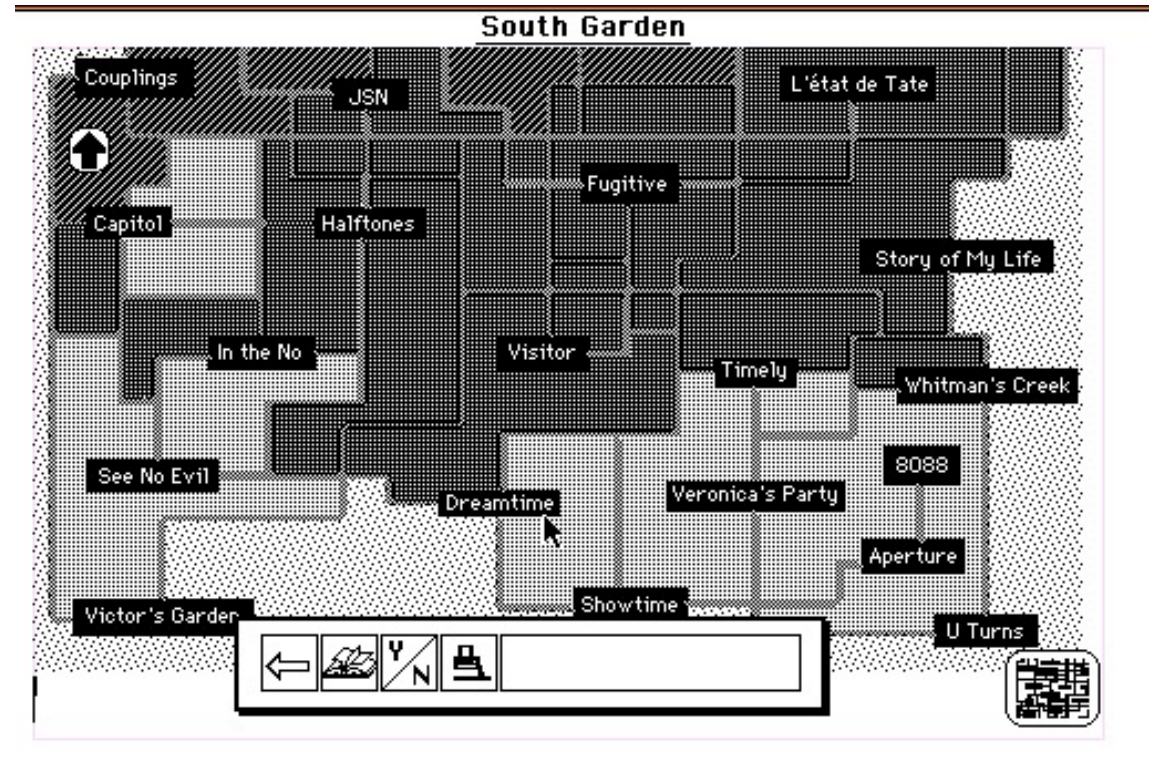 South Garden
Couplings
JSN
L'état de Tate
Fugitive
Capitol
Halftones
Story of My Life
In the No
Visitor
Timely
Whitman's Creek
See No Evil
8088
Dreamtime
Veronica's Party
Aperture
Victor's Garden
Showtime
U Turns
Y/N